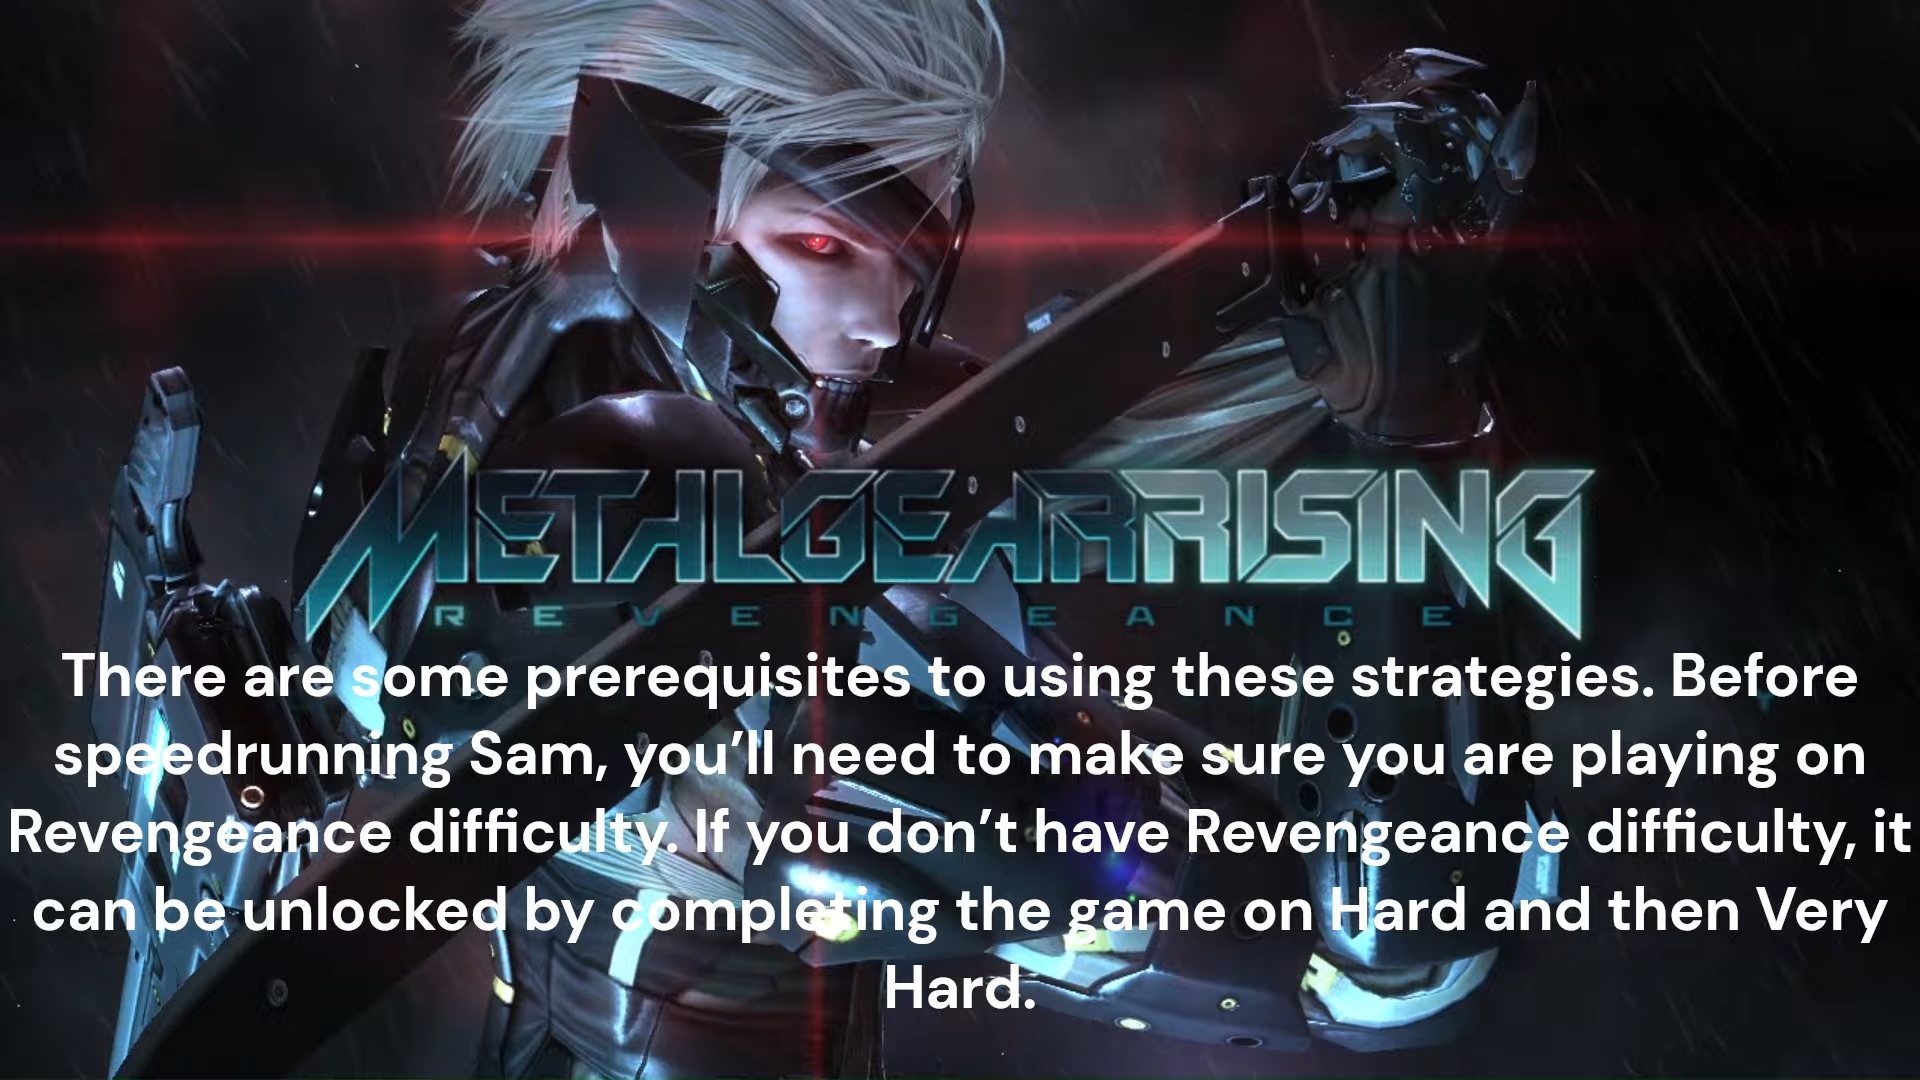 METAL GEAR RISING
REVENGEANCE
There are some prerequisites to using these strategies. Before
speedrunning Sam, you’ll need to make sure you are playing on
Revengeance difficulty. If you don’t have Revengeance difficulty, it
can be unlocked by completing the game on Hard and then Very
Hard.